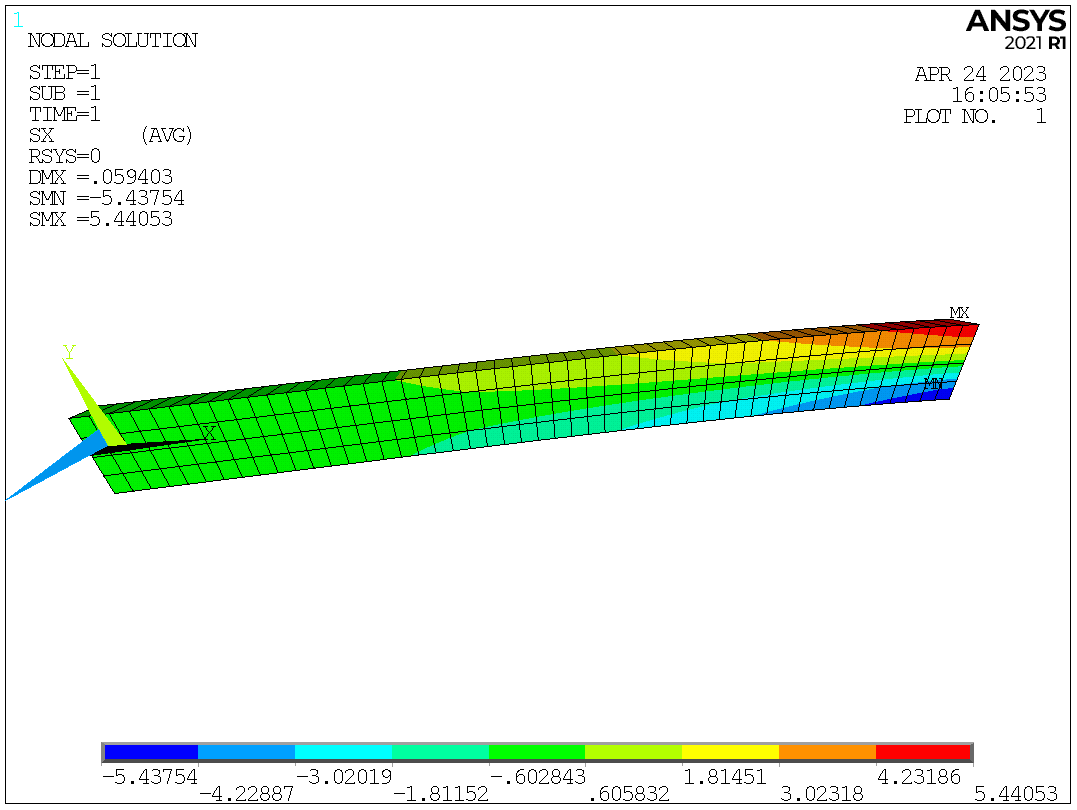 1
NODAL SOLUTION
STEP=1
SUB =1
TIME=1
SX (AVG)
RSYS=0
DMX =.059403
SMN =-5.43754
SMX =5.44053
ANSYS
2021 R1
APR 24 2023
16:05:53
PLOT NO. 1
MX
MN
Y
X
-5.43754
-4.22887
-3.02019
-1.81152
-.602843
.605832
1.81451
3.02318
4.23186
5.44053